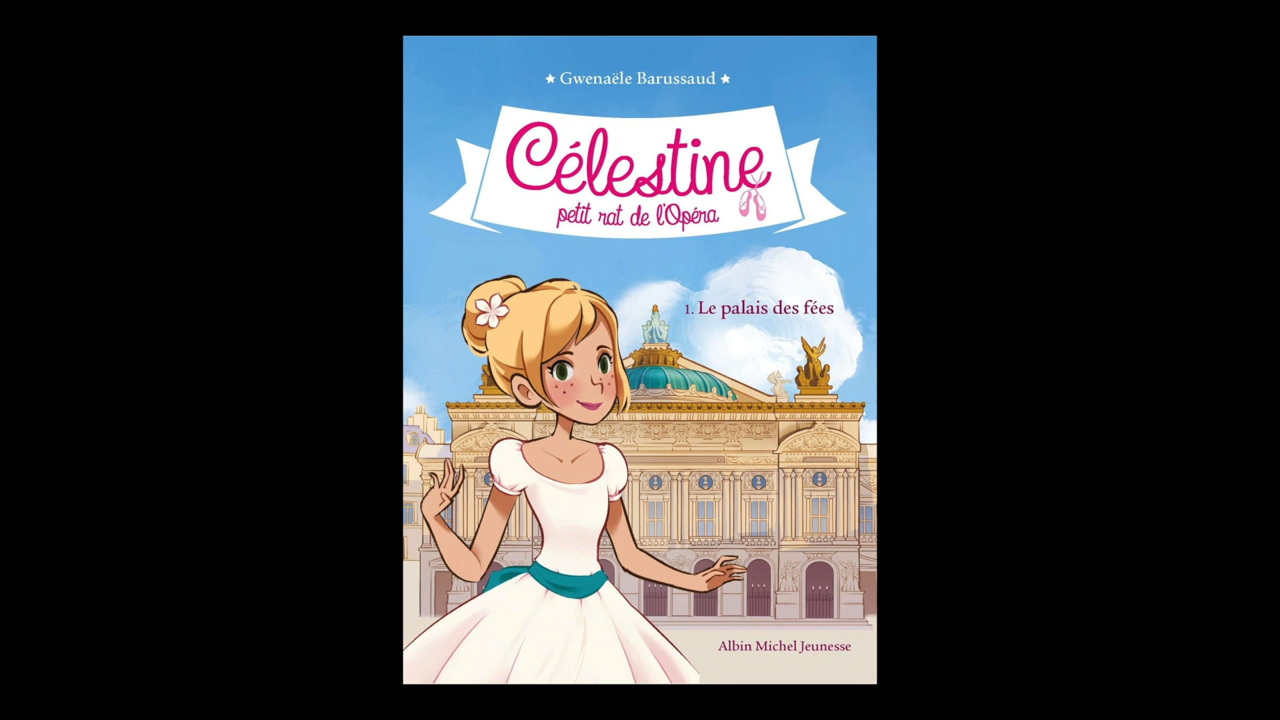 Gwenaële Barussaud
Célestine
petit rat de l'Opéra
1. Le palais des fées
Albin Michel Jeunesse